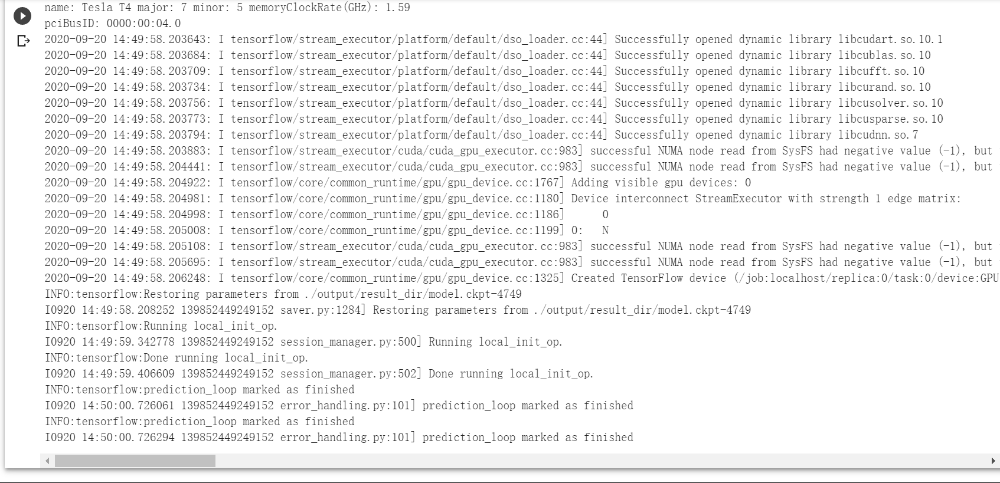 name: Tesla T4 major: 7 minor: 5 memoryClockRate(GHz): 1.59
pciBusID: 0000:00:04.0
2020-09-20 14:49:58.203643: I tensorflow/stream_executor/platform/default/dso_loader.cc:44] Successfully opened dynamic library libcudart.so.10.1
2020-09-20 14:49:58.203684: I tensorflow/stream_executor/platform/default/dso_loader.cc:44] Successfully opened dynamic library libcublas.so.10
2020-09-20 14:49:58.203709: I tensorflow/stream_executor/platform/default/dso_loader.cc:44] Successfully opened dynamic library libcufft.so.10
2020-09-20 14:49:58.203734: I tensorflow/stream_executor/platform/default/dso_loader.cc:44] Successfully opened dynamic library libcurand.so.10
2020-09-20 14:49:58.203756: I tensorflow/stream_executor/platform/default/dso_loader.cc:44] Successfully opened dynamic library libcusolver.so.10
2020-09-20 14:49:58.203773: I tensorflow/stream_executor/platform/default/dso_loader.cc:44] Successfully opened dynamic library libcusparse.so.10
2020-09-20 14:49:58.203794: I tensorflow/stream_executor/platform/default/dso_loader.cc:44] Successfully opened dynamic library libcudnn.so.7
2020-09-20 14:49:58.203883: I tensorflow/stream_executor/cuda/cuda_gpu_executor.cc:983] successful NUMA node read from SysFS had negative value (-1), but
2020-09-20 14:49:58.204441: I tensorflow/stream_executor/cuda/cuda_gpu_executor.cc:983] successful NUMA node read from SysFS had negative value (-1), but
2020-09-20 14:49:58.204922: I tensorflow/core/common_runtime/gpu/gpu_device.cc:1767] Adding visible gpu devices: 0
2020-09-20 14:49:58.204981: I tensorflow/core/common_runtime/gpu/gpu_device.cc:1180] Device interconnect StreamExecutor with strength 1 edge matrix:
2020-09-20 14:49:58.204998: I tensorflow/core/common_runtime/gpu/gpu_device.cc:1186]      0
2020-09-20 14:49:58.205008: I tensorflow/core/common_runtime/gpu/gpu_device.cc:1199] 0:   N
2020-09-20 14:49:58.205108: I tensorflow/stream_executor/cuda/cuda_gpu_executor.cc:983] successful NUMA node read from SysFS had negative value (-1), but
2020-09-20 14:49:58.205695: I tensorflow/stream_executor/cuda/cuda_gpu_executor.cc:983] successful NUMA node read from SysFS had negative value (-1), but
2020-09-20 14:49:58.206248: I tensorflow/core/common_runtime/gpu/gpu_device.cc:1325] Created TensorFlow device (/job:localhost/replica:0/task:0/device:GPU
INFO:tensorflow:Restoring parameters from ./output/result_dir/model.ckpt-4749
I0920 14:49:58.208252 139852449249152 saver.py:1284] Restoring parameters from ./output/result_dir/model.ckpt-4749
INFO:tensorflow:Running local_init_op.
I0920 14:49:59.342778 139852449249152 session_manager.py:500] Running local_init_op.
INFO:tensorflow:Done running local_init_op.
I0920 14:49:59.406609 139852449249152 session_manager.py:502] Done running local_init_op.
INFO:tensorflow:prediction_loop marked as finished
I0920 14:50:00.726061 139852449249152 error_handling.py:101] prediction_loop marked as finished
INFO:tensorflow:prediction_loop marked as finished
I0920 14:50:00.726294 139852449249152 error_handling.py:101] prediction_loop marked as finished